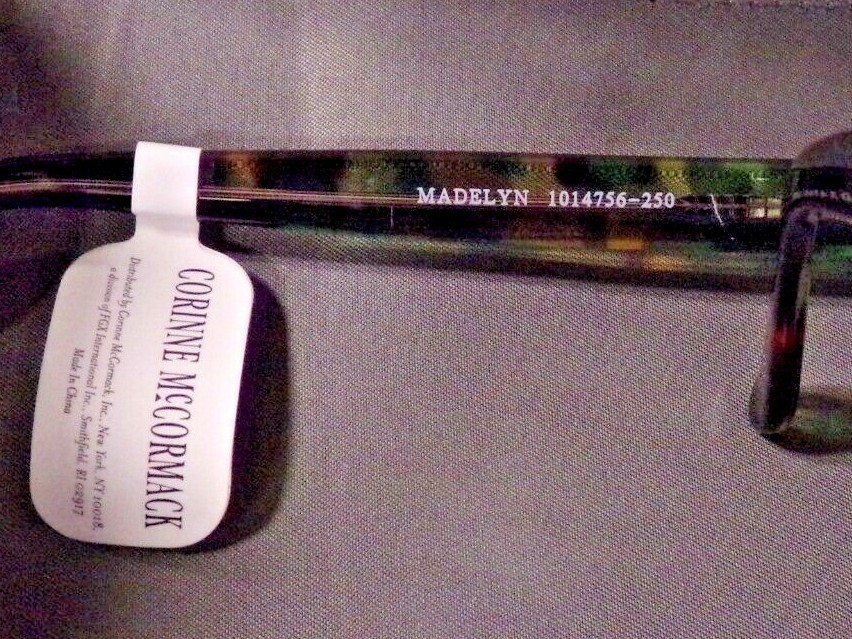 MADELYN 1014756-250
CORINNE McCORMACK
Distributed by Corinne McCormack, Inc., New York, NY 10018,
a division of FGX International Inc., Smithfield, RI 02917
Made In China